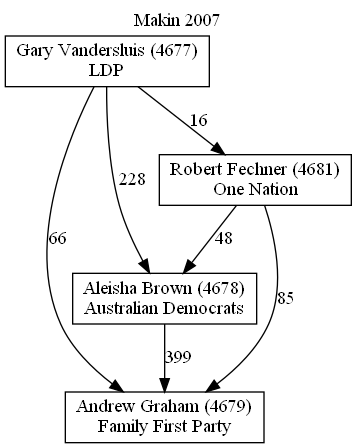 Makin 2007
Gary Vandersluis (4677)
LDP
16
Robert Fechner (4681)
One Nation
228
66
48
Aleisha Brown (4678)
Australian Democrats
85
399
Andrew Graham (4679)
Family First Party